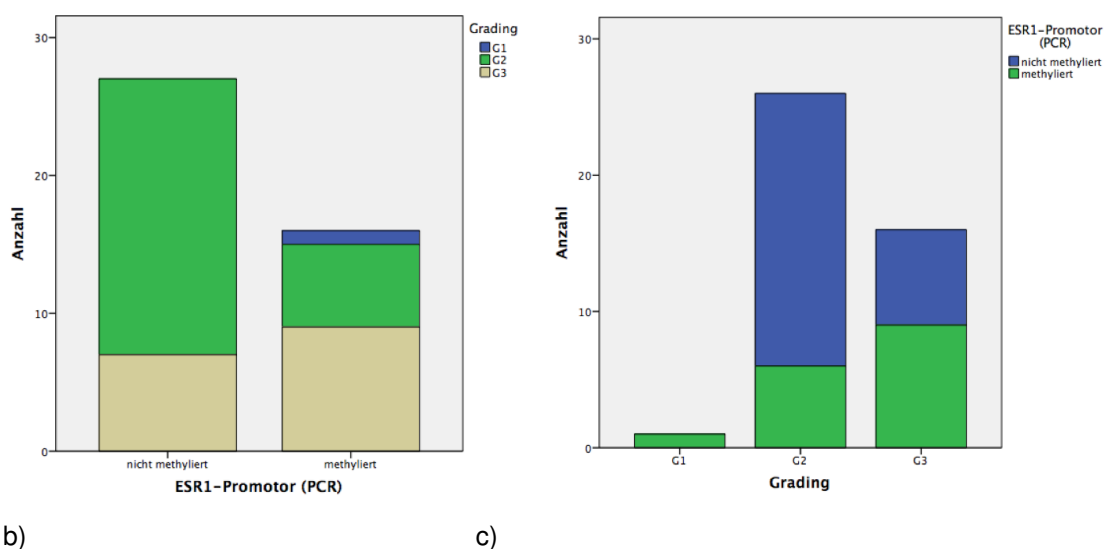 Grading
G1
G2
G3
30
20
10
0
Anzahl
nicht methyliert
methyliert
ESR1-Promotor (PCR)
b)
ESR1-Promotor
(PCR)
nicht methyliert
methyliert
30
20
10
0
Anzahl
G1
G2
G3
Grading
c)